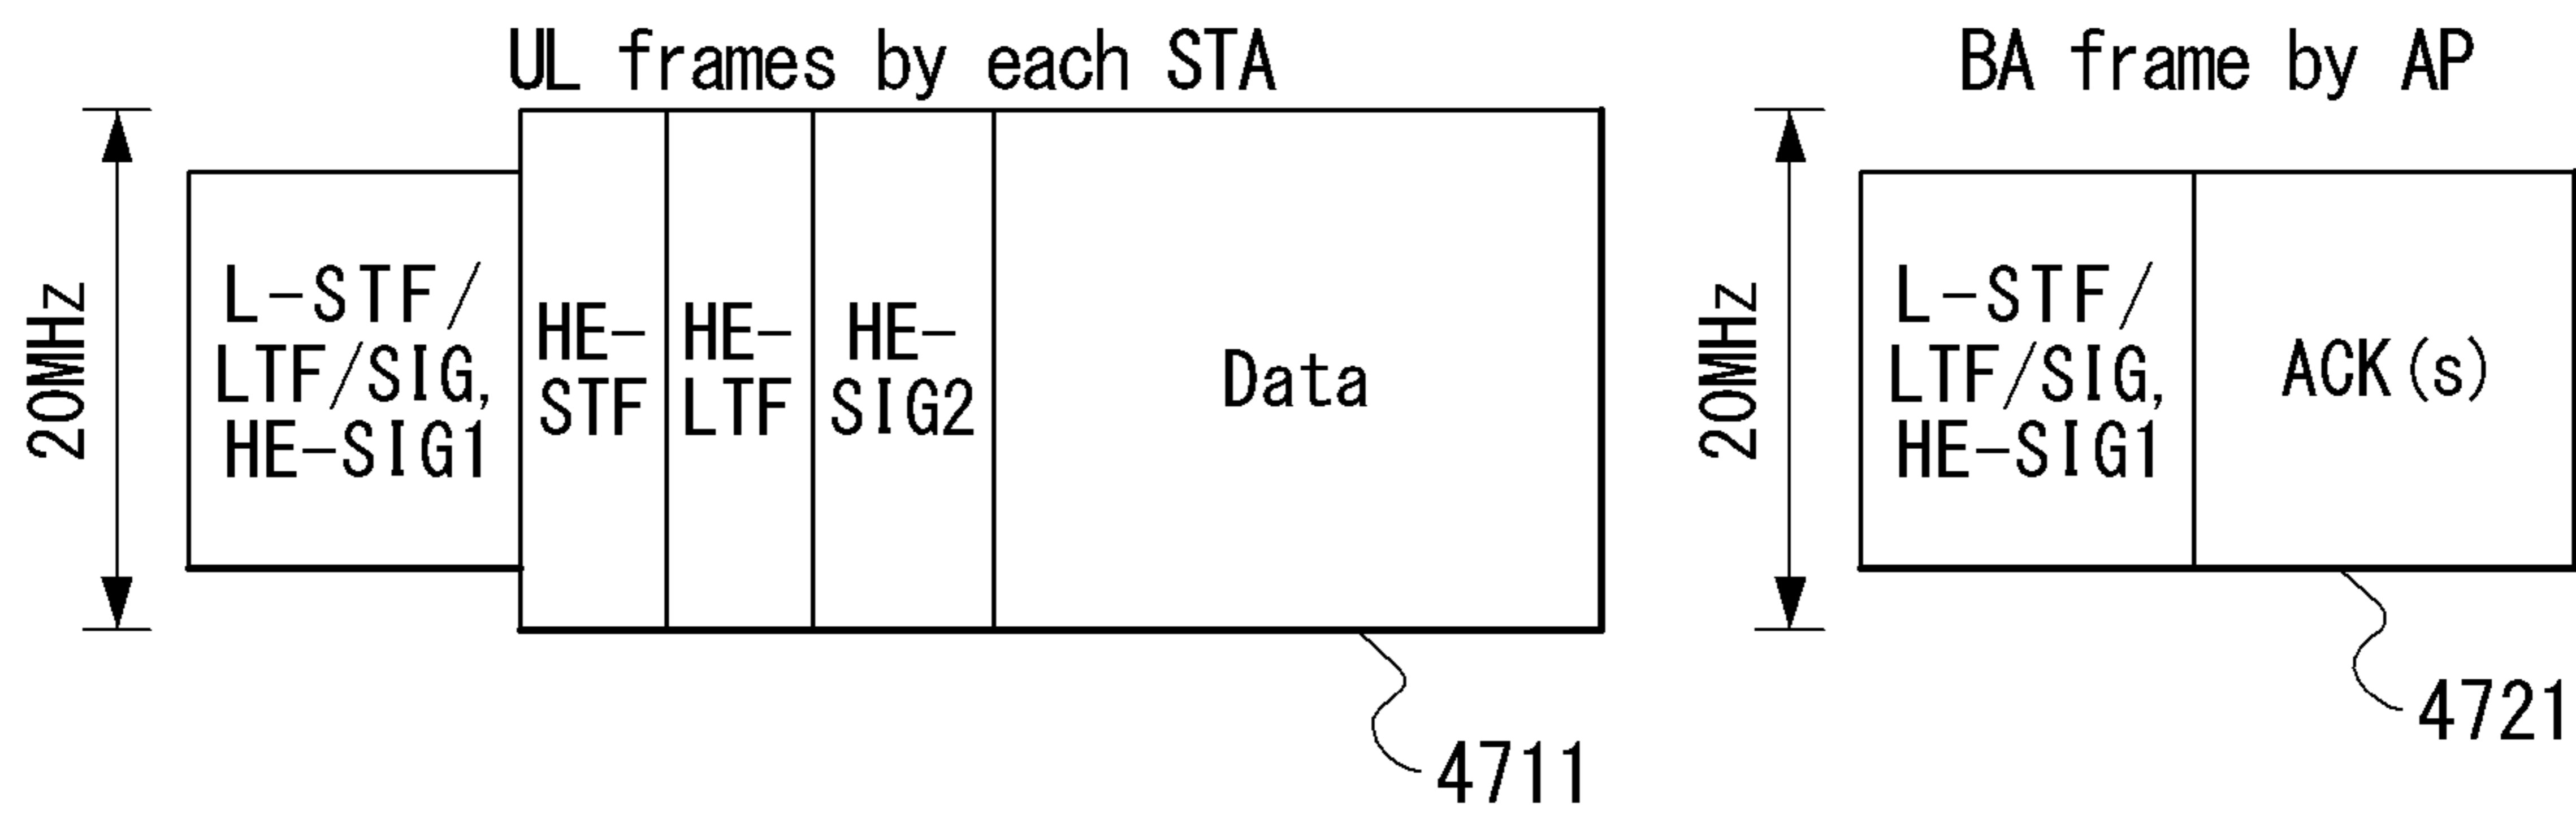 UL frames by each STA
20MHz
L-STF/
LTF/SIG,
HE-SIG1
HE-
STF
HE-
LTF
HE-
SIG2
Data
4711
BA frame by AP
20MHz
L-STF/
LTF/SIG,
HE-SIG1
ACK(s)
4721